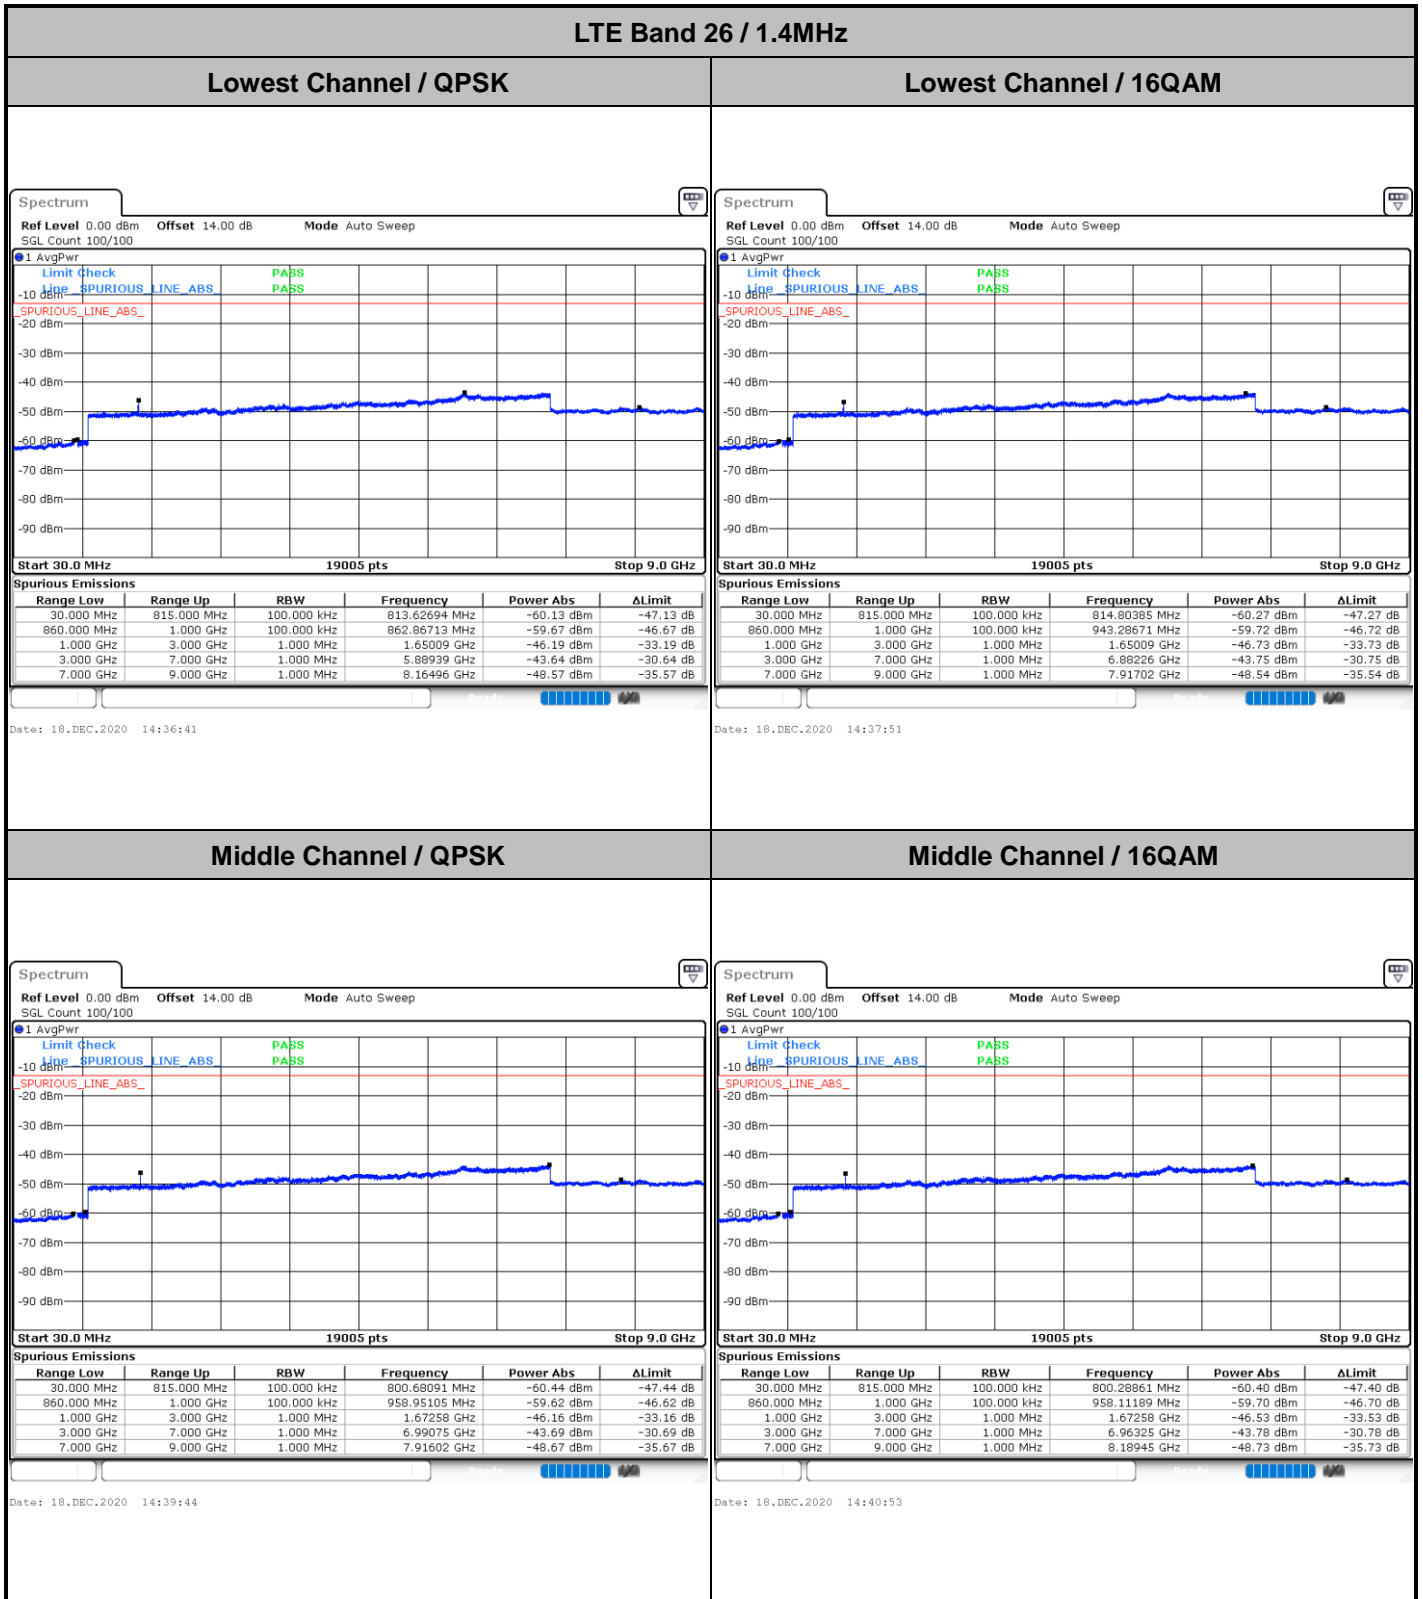 LTE Band 26 / 1.4MHz
Lowest Channel / QPSK
Lowest Channel / 16QAM
Spectrum
Ref Level 0.00 dBm Offset 14.00 dB Mode Auto Sweep
SGL Count 100/100
1 AvgPwr
Limit Check PASS
Line _SPURIOUS_LINE_ABS_ PASS
_SPURIOUS_LINE_ABS_
-10 dBm
-20 dBm
-30 dBm
-40 dBm
-50 dBm
-60 dBm
-70 dBm
-80 dBm
-90 dBm
Start 30.0 MHz 19005 pts Stop 9.0 GHz
Spurious Emissions
Range Low Range Up RBW Frequency Power Abs ΔLimit
30.000 MHz 815.000 MHz 100.000 kHz 813.62694 MHz -60.13 dBm -47.13 dB
860.000 MHz 1.000 GHz 100.000 kHz 862.86713 MHz -59.67 dBm -46.67 dB
1.000 GHz 3.000 GHz 1.000 MHz 1.65009 GHz -46.19 dBm -33.19 dB
3.000 GHz 7.000 GHz 1.000 MHz 5.88939 GHz -43.64 dBm -30.64 dB
7.000 GHz 9.000 GHz 1.000 MHz 8.16496 GHz -48.57 dBm -35.57 dB
Date: 18.DEC.2020 14:36:41
Spectrum
Ref Level 0.00 dBm Offset 14.00 dB Mode Auto Sweep
SGL Count 100/100
1 AvgPwr
Limit Check PASS
Line _SPURIOUS_LINE_ABS_ PASS
_SPURIOUS_LINE_ABS_
-10 dBm
-20 dBm
-30 dBm
-40 dBm
-50 dBm
-60 dBm
-70 dBm
-80 dBm
-90 dBm
Start 30.0 MHz 19005 pts Stop 9.0 GHz
Spurious Emissions
Range Low Range Up RBW Frequency Power Abs ΔLimit
30.000 MHz 815.000 MHz 100.000 kHz 814.80385 MHz -60.27 dBm -47.27 dB
860.000 MHz 1.000 GHz 100.000 kHz 943.28671 MHz -59.72 dBm -46.72 dB
1.000 GHz 3.000 GHz 1.000 MHz 1.65009 GHz -46.73 dBm -33.73 dB
3.000 GHz 7.000 GHz 1.000 MHz 6.88226 GHz -43.75 dBm -30.75 dB
7.000 GHz 9.000 GHz 1.000 MHz 7.91702 GHz -48.54 dBm -35.54 dB
Date: 18.DEC.2020 14:37:51
Middle Channel / QPSK
Middle Channel / 16QAM
Spectrum
Ref Level 0.00 dBm Offset 14.00 dB Mode Auto Sweep
SGL Count 100/100
1 AvgPwr
Limit Check PASS
Line _SPURIOUS_LINE_ABS_ PASS
_SPURIOUS_LINE_ABS_
-10 dBm
-20 dBm
-30 dBm
-40 dBm
-50 dBm
-60 dBm
-70 dBm
-80 dBm
-90 dBm
Start 30.0 MHz 19005 pts Stop 9.0 GHz
Spurious Emissions
Range Low Range Up RBW Frequency Power Abs ΔLimit
30.000 MHz 815.000 MHz 100.000 kHz 800.68091 MHz -60.44 dBm -47.44 dB
860.000 MHz 1.000 GHz 100.000 kHz 958.95105 MHz -59.62 dBm -46.62 dB
1.000 GHz 3.000 GHz 1.000 MHz 1.67258 GHz -46.16 dBm -33.16 dB
3.000 GHz 7.000 GHz 1.000 MHz 6.99075 GHz -43.69 dBm -30.69 dB
7.000 GHz 9.000 GHz 1.000 MHz 7.91602 GHz -48.67 dBm -35.67 dB
Date: 18.DEC.2020 14:39:44
Spectrum
Ref Level 0.00 dBm Offset 14.00 dB Mode Auto Sweep
SGL Count 100/100
1 AvgPwr
Limit Check PASS
Line _SPURIOUS_LINE_ABS_ PASS
_SPURIOUS_LINE_ABS_
-10 dBm
-20 dBm
-30 dBm
-40 dBm
-50 dBm
-60 dBm
-70 dBm
-80 dBm
-90 dBm
Start 30.0 MHz 19005 pts Stop 9.0 GHz
Spurious Emissions
Range Low Range Up RBW Frequency Power Abs ΔLimit
30.000 MHz 815.000 MHz 100.000 kHz 800.28861 MHz -60.40 dBm -47.40 dB
860.000 MHz 1.000 GHz 100.000 kHz 958.11189 MHz -59.70 dBm -46.70 dB
1.000 GHz 3.000 GHz 1.000 MHz 1.67258 GHz -46.53 dBm -33.53 dB
3.000 GHz 7.000 GHz 1.000 MHz 6.96325 GHz -43.78 dBm -30.78 dB
7.000 GHz 9.000 GHz 1.000 MHz 8.18945 GHz -48.73 dBm -35.73 dB
Date: 18.DEC.2020 14:40:53